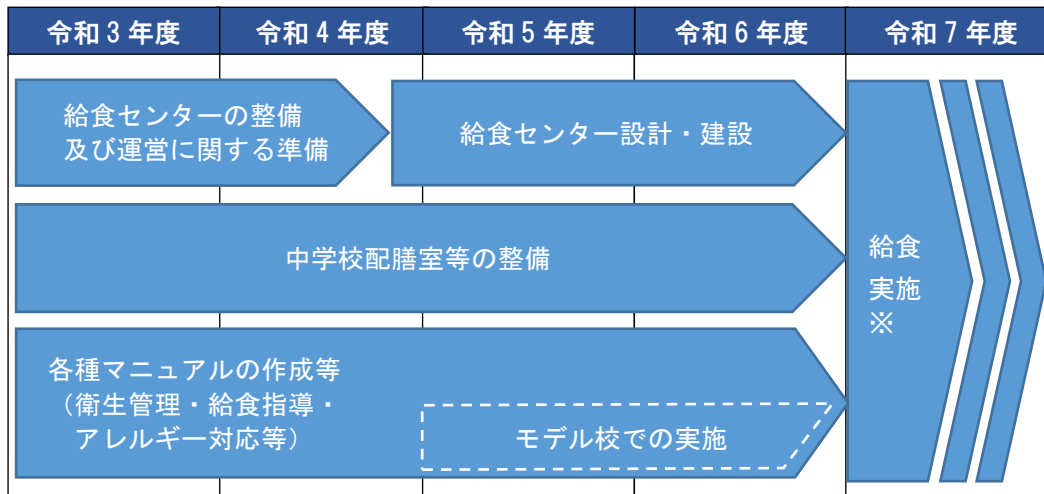 令和３年度 令和４年度 令和５年度 令和６年度 令和７年度
給食センターの整備
及び運営に関する準備
給食センター設計・建設
中学校配膳室等の整備
各種マニュアルの作成等
（衛生管理・給食指導・
アレルギー対応等）
モデル校での実施
給食
実施
※